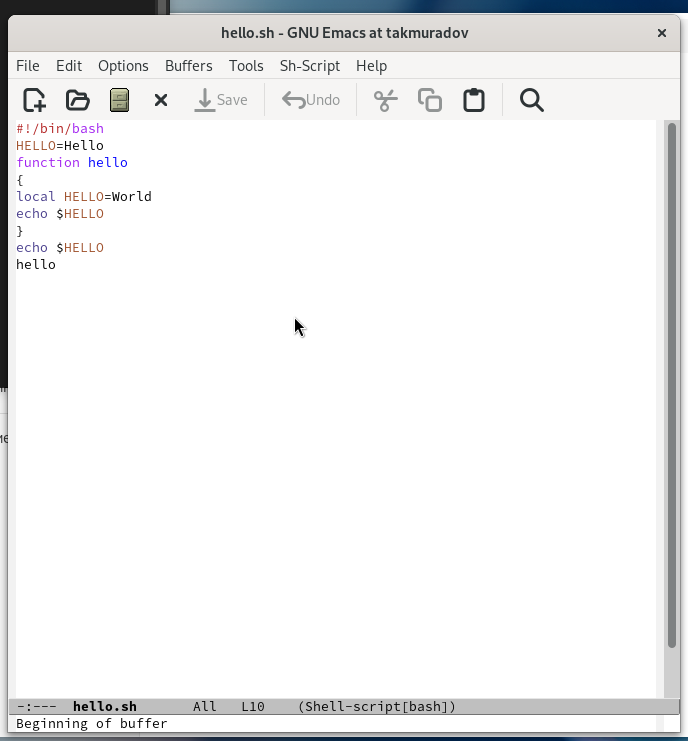 hello.sh - GNU Emacs at takmuradov
File Edit Options Buffers Tools Sh-Script Help
Save Undo
#!/bin/bash
HELLO=Hello
function hello
{
local HELLO=World
echo $HELLO
}
echo $HELLO
hello
-:--- hello.sh All L10 (Shell-script[bash])
Beginning of buffer